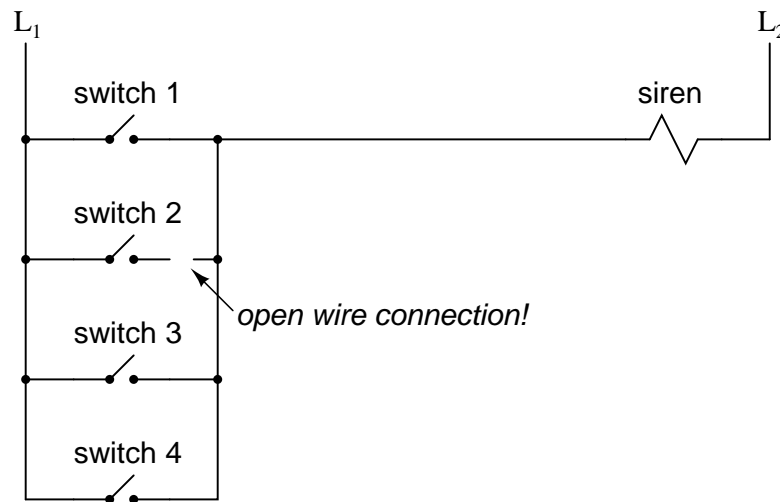 L1 L2
switch 1 siren
switch 2
open wire connection!
switch 3
switch 4